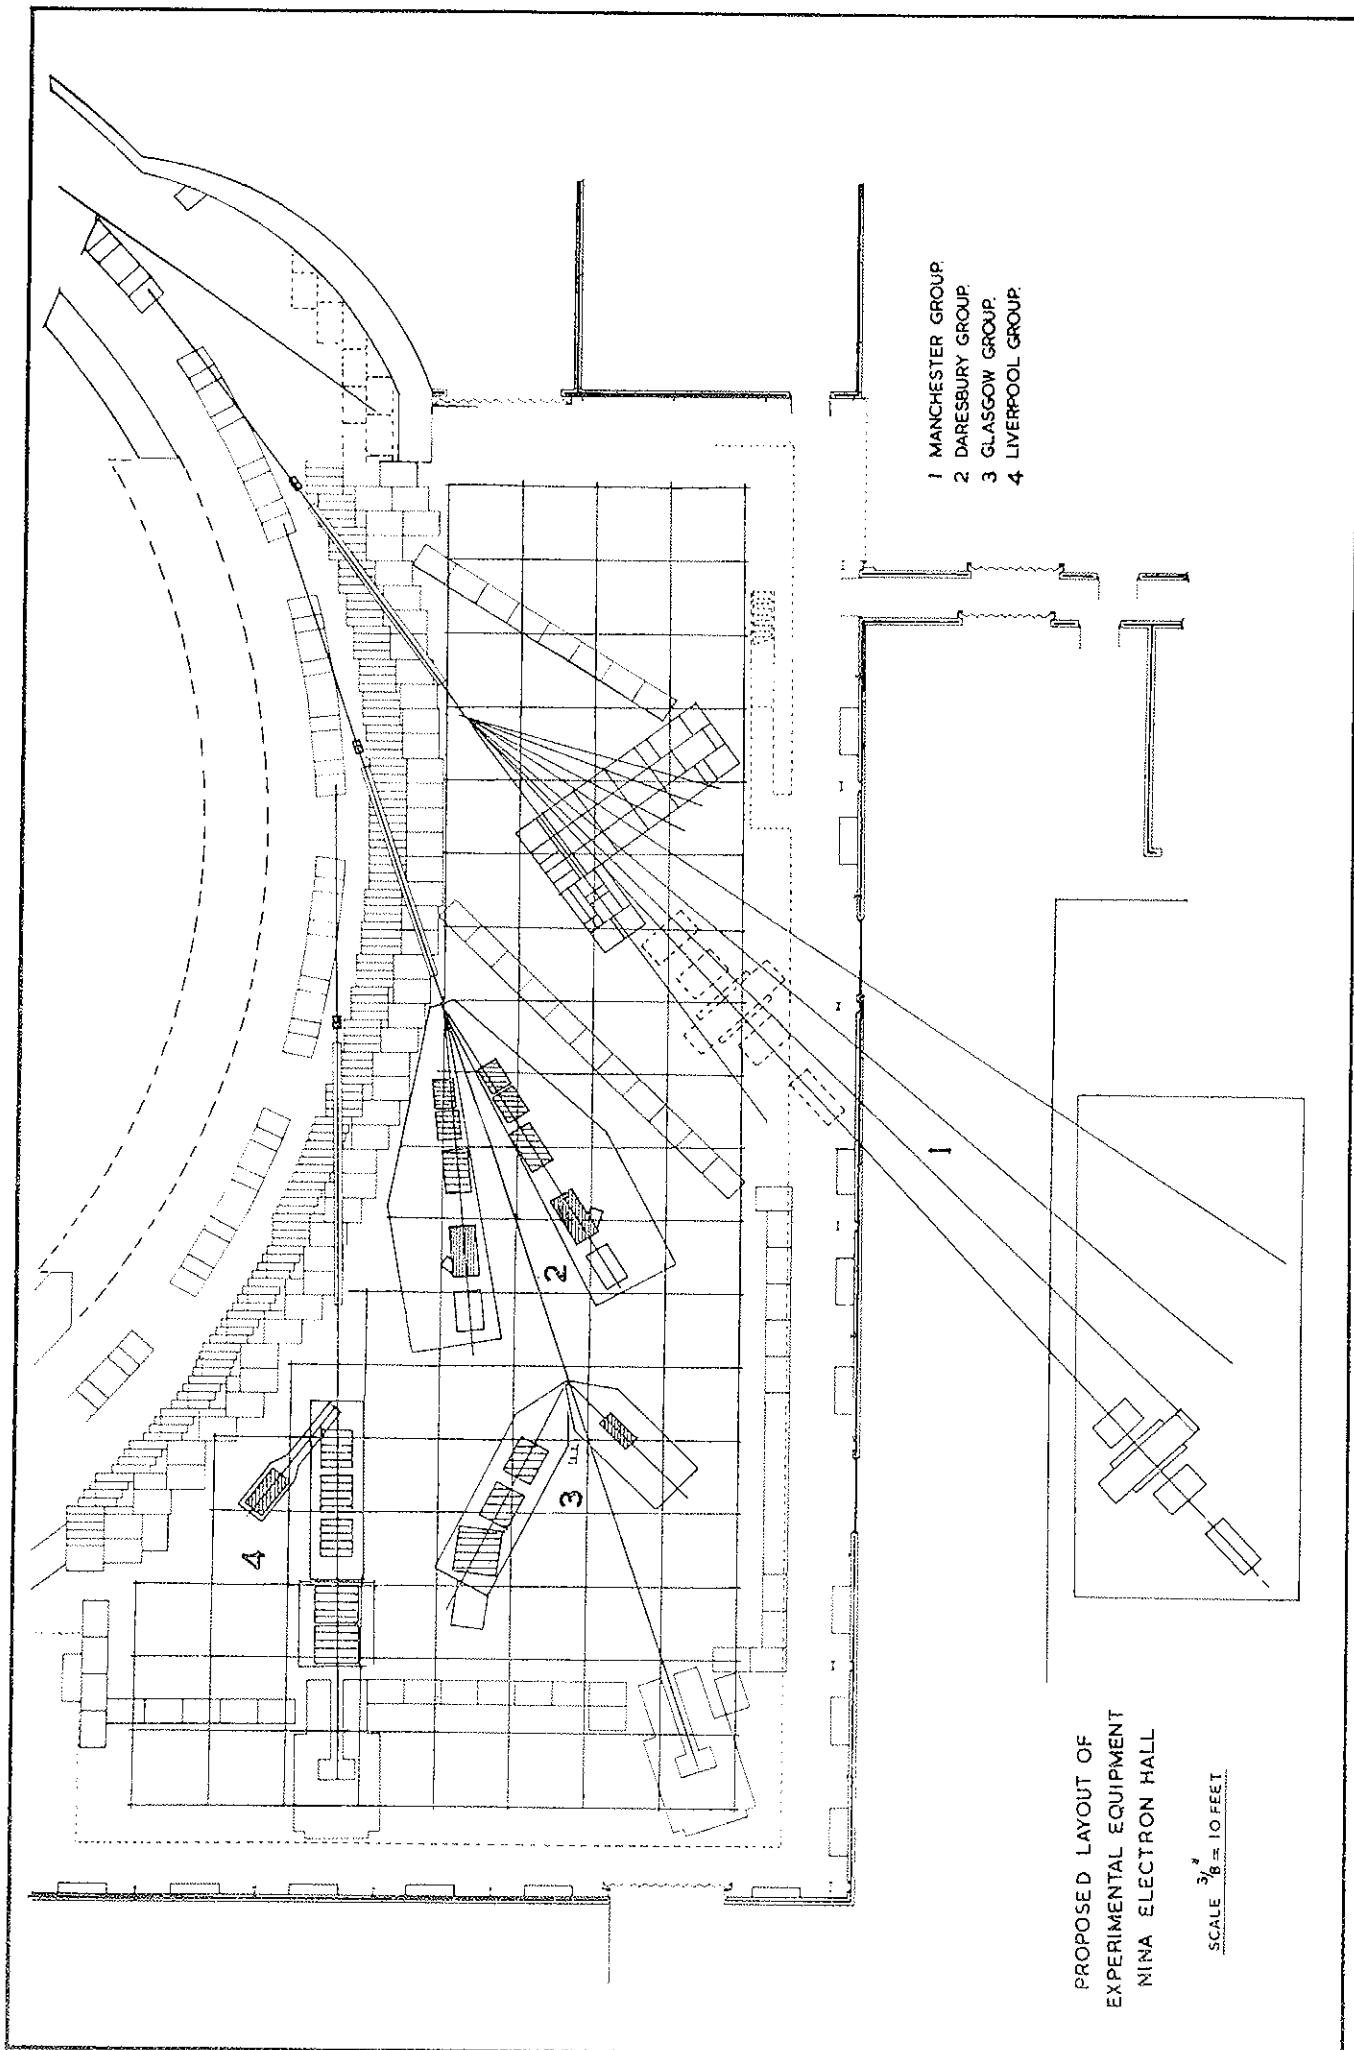 1 MANCHESTER GROUP.
2 DARESBURY GROUP.
3 GLASGOW GROUP.
4 LIVERPOOL GROUP.
4
3
2
1
PROPOSED LAYOUT OF
EXPERIMENTAL EQUIPMENT
NINA ELECTRON HALL
SCALE 3/8" = 10 FEET